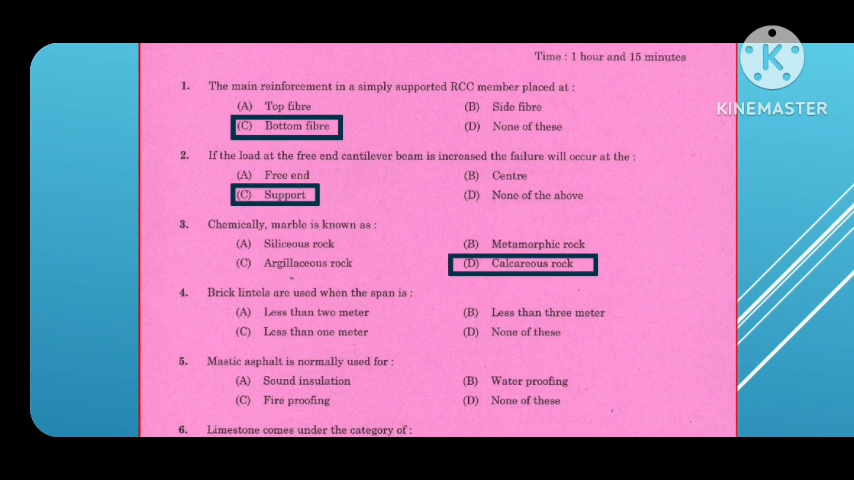 Time : 1 hour and 15 minutes
K
KINEMASTER
1. The main reinforcement in a simply supported RCC member placed at :
(A) Top fibre (B) Side fibre
(C) Bottom fibre (D) None of these
2. If the load at the free end cantilever beam is increased the failure will occur at the :
(A) Free end (B) Centre
(C) Support (D) None of the above
3. Chemically, marble is known as :
(A) Siliceous rock (B) Metamorphic rock
(C) Argillaceous rock (D) Calcareous rock
4. Brick lintels are used when the span is :
(A) Less than two meter (B) Less than three meter
(C) Less than one meter (D) None of these
5. Mastic asphalt is normally used for :
(A) Sound insulation (B) Water proofing
(C) Fire proofing (D) None of these
6. Limestone comes under the category of :